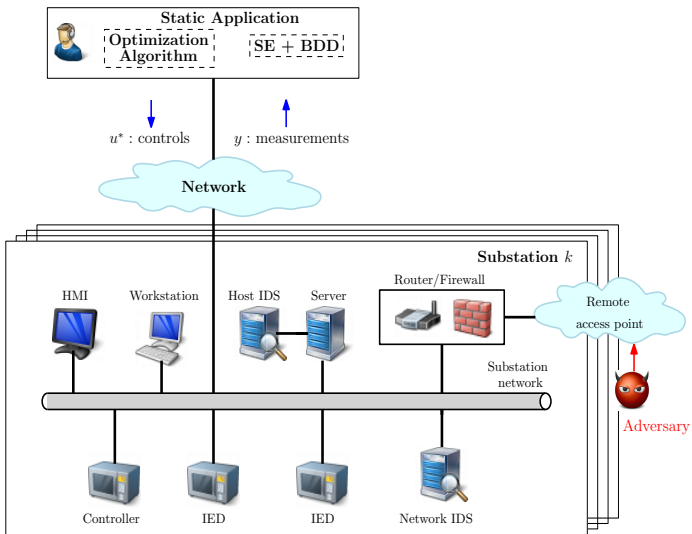 Static Application
Optimization
Algorithm
SE + BDD
u* : controls
y : measurements
Network
Substation k
HMI
Workstation
Host IDS
Server
Router/Firewall
Remote
access point
Substation
network
Adversary
Controller
IED
IED
Network IDS